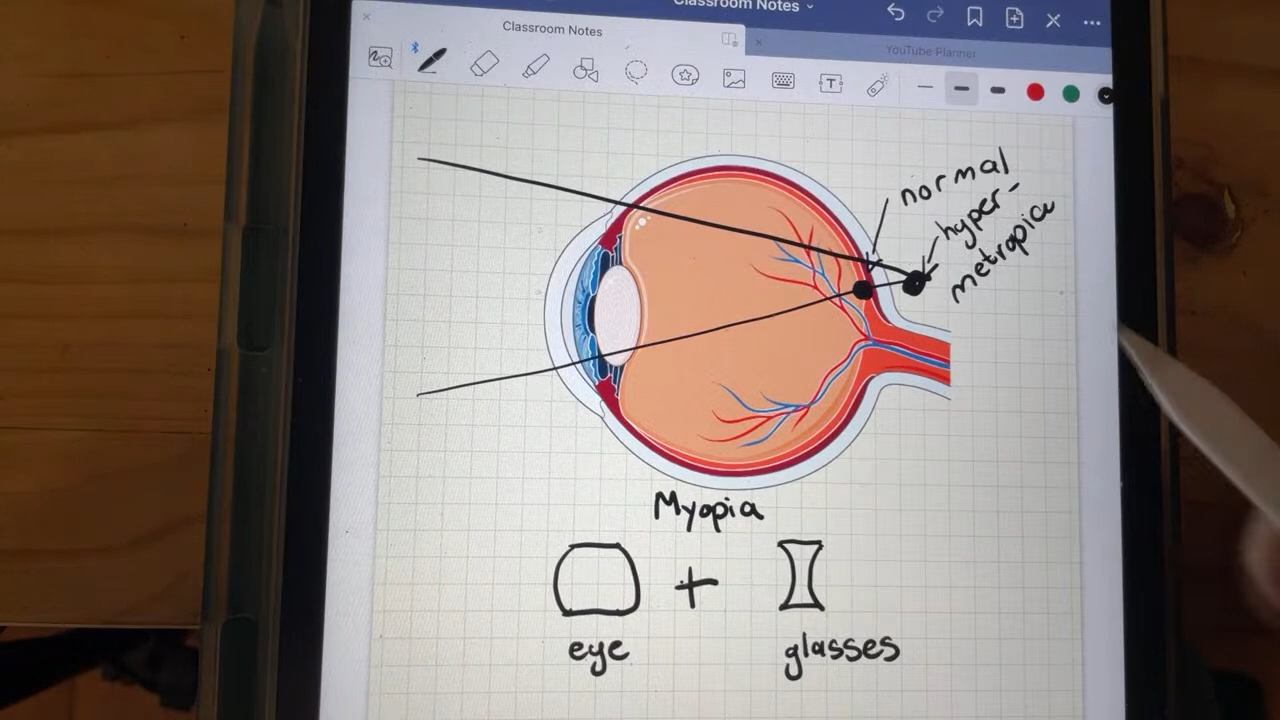 Classroom Notes
Classroom Notes
YouTube Planner
T
normal
hyper-
metropia
Myopia
+
eye
glasses